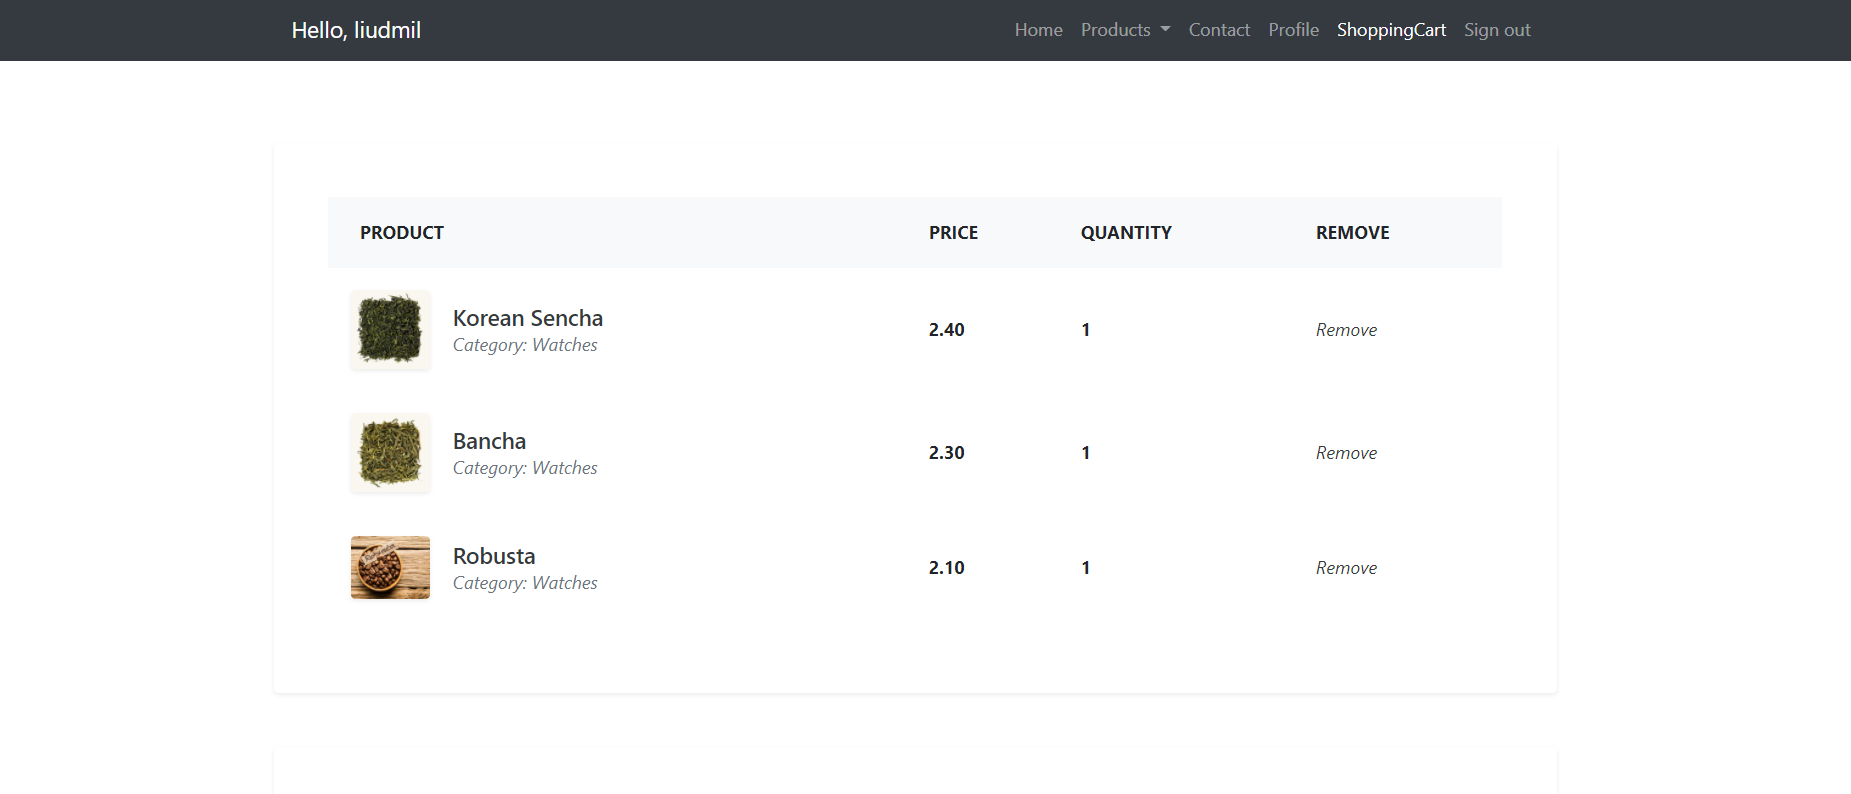 Hello, liudmil
Home Products Contact Profile ShoppingCart Sign out
PRODUCT PRICE QUANTITY REMOVE
Korean Sencha
Category: Watches
2.40 1 Remove
Bancha
Category: Watches
2.30 1 Remove
Robusta
Category: Watches
2.10 1 Remove